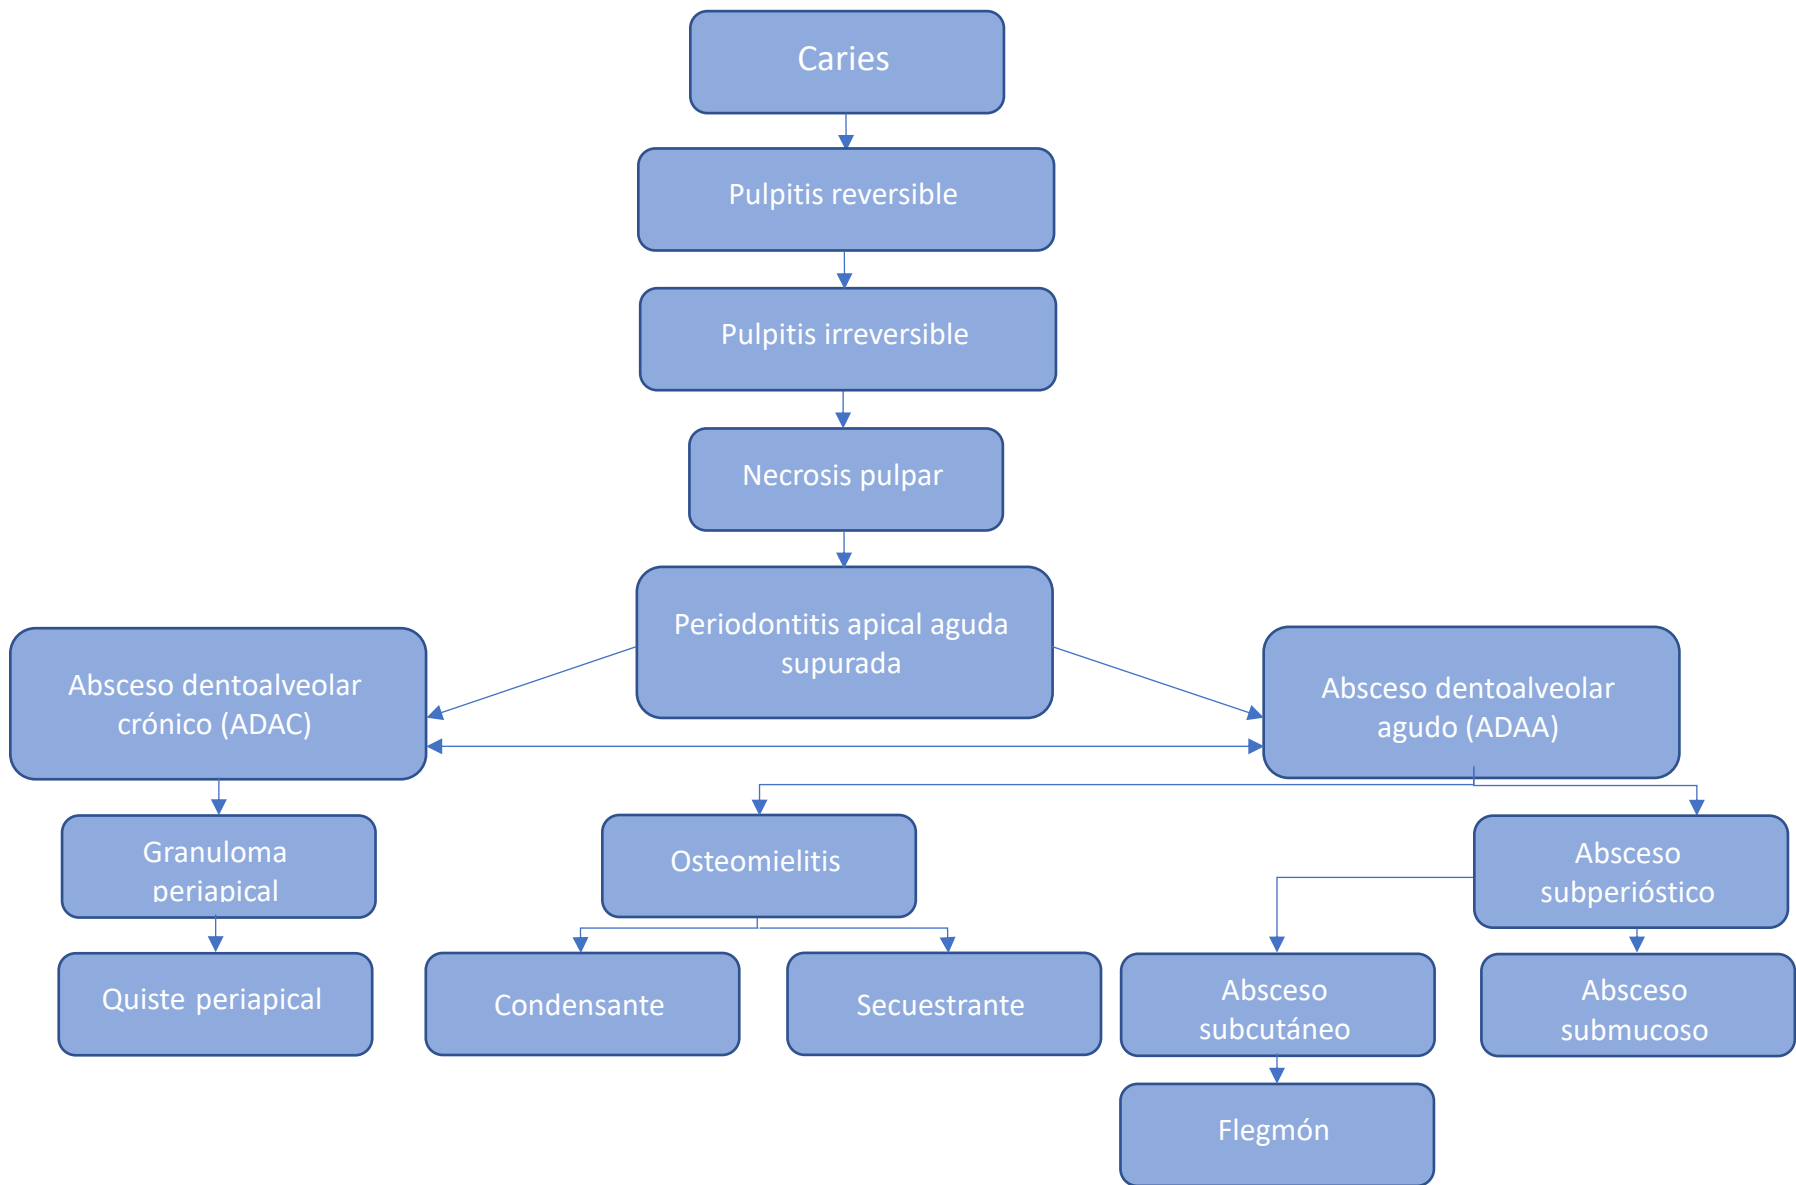 Caries
Pulpitis reversible
Pulpitis irreversible
Necrosis pulpar
Periodontitis apical aguda
supurada
Absceso dentoalveolar
crónico (ADAC)
Absceso dentoalveolar
agudo (ADAA)
Granuloma
periapical
Osteomielitis
Absceso
subperióstico
Quiste periapical
Condensante
Secuestrante
Absceso
subcutáneo
Absceso
submucoso
Flegmón